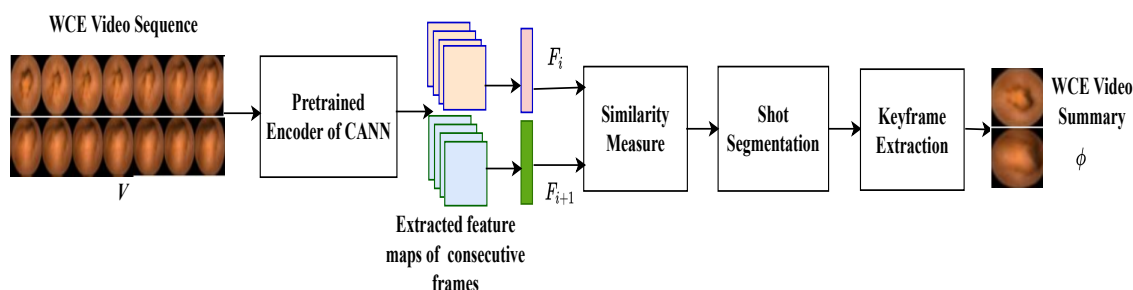 WCE Video Sequence
V
Pretrained
Encoder of CANN
F_i
F_{i+1}
Extracted feature
maps of consecutive
frames
Similarity
Measure
Shot
Segmentation
Keyframe
Extraction
WCE Video
Summary
ϕ